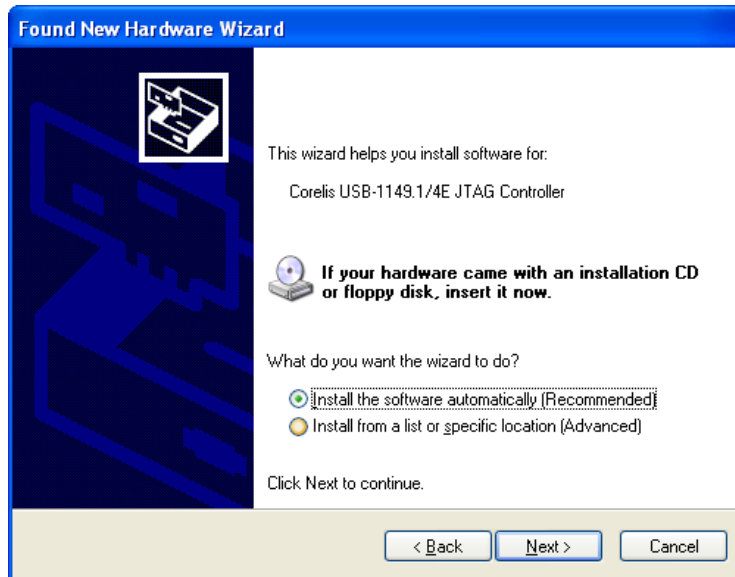 Found New Hardware Wizard
This wizard helps you install software for:
Corelis USB-1149.1/4E JTAG Controller
If your hardware came with an installation CD
or floppy disk, insert it now.
What do you want the wizard to do?
Install the software automatically (Recommended)
Install from a list or specific location (Advanced)
Click Next to continue.
< Back Next > Cancel